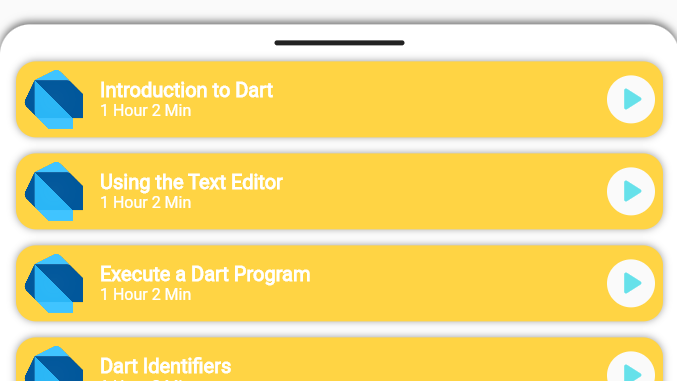 Introduction to Dart
1 Hour 2 Min
Using the Text Editor
1 Hour 2 Min
Execute a Dart Program
1 Hour 2 Min
Dart Identifiers